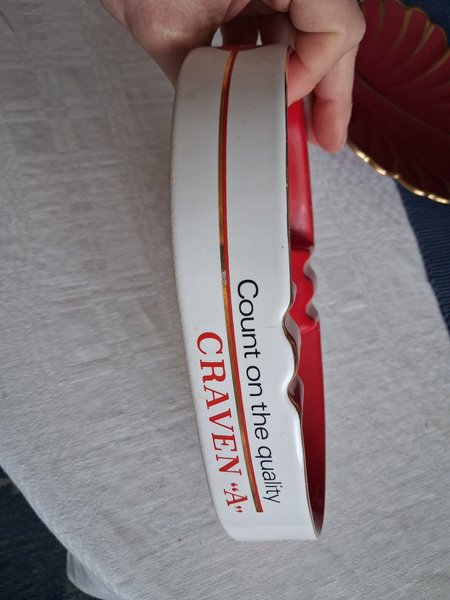 Count on the quality
CRAVEN "A"